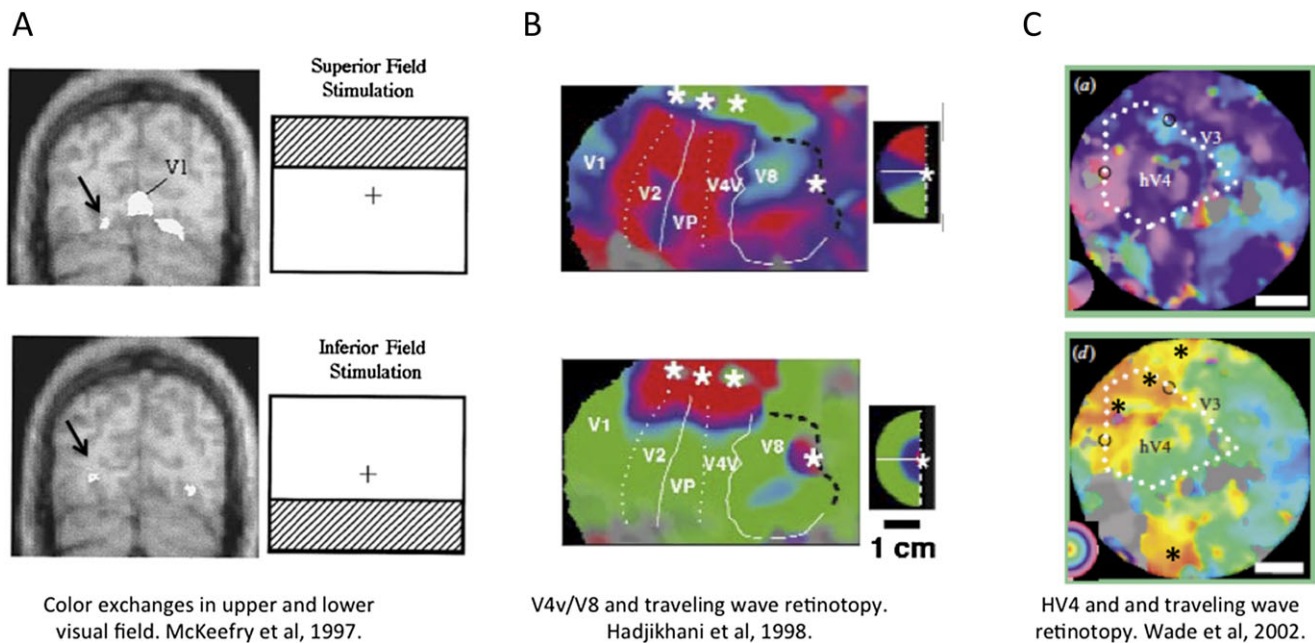 A
Superior Field
Stimulation
V1
Inferior Field
Stimulation
Color exchanges in upper and lower
visual field. McKeefry et al, 1997.
B
V1
V2
VP
V4V
V8
V1
V2
VP
V4V
V8
1 cm
V4v/V8 and traveling wave retinotopy.
Hadjikhani et al, 1998.
C
(a)
V3
hV4
(d)
V3
hV4
HV4 and and traveling wave
retinotopy. Wade et al, 2002.